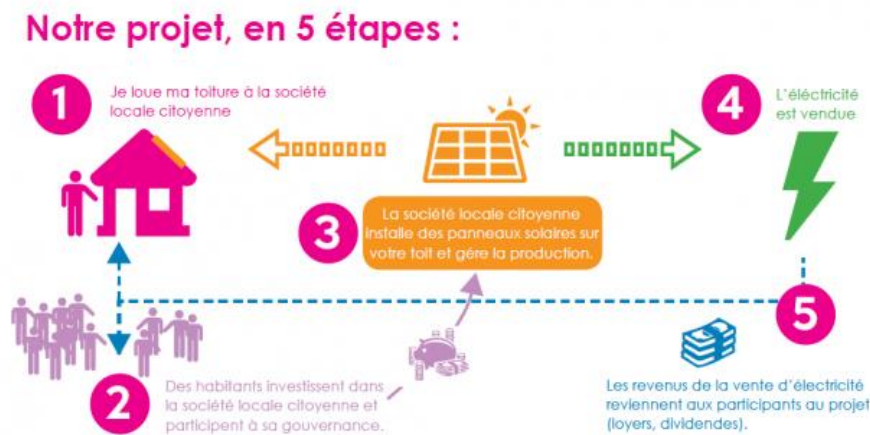 Notre projet, en 5 étapes :
1
Je loue ma toiture à la société
locale citoyenne
4
L'éléctricité
est vendue
3
La société locale citoyenne
installe des panneaux solaires sur
votre toit et gére la production.
5
2
Des habitants investissent dans
la société locale citoyenne et
participent à sa gouvernance.
Les revenus de la vente d'électricité
reviennent aux participants au projet
(loyers, dividendes).